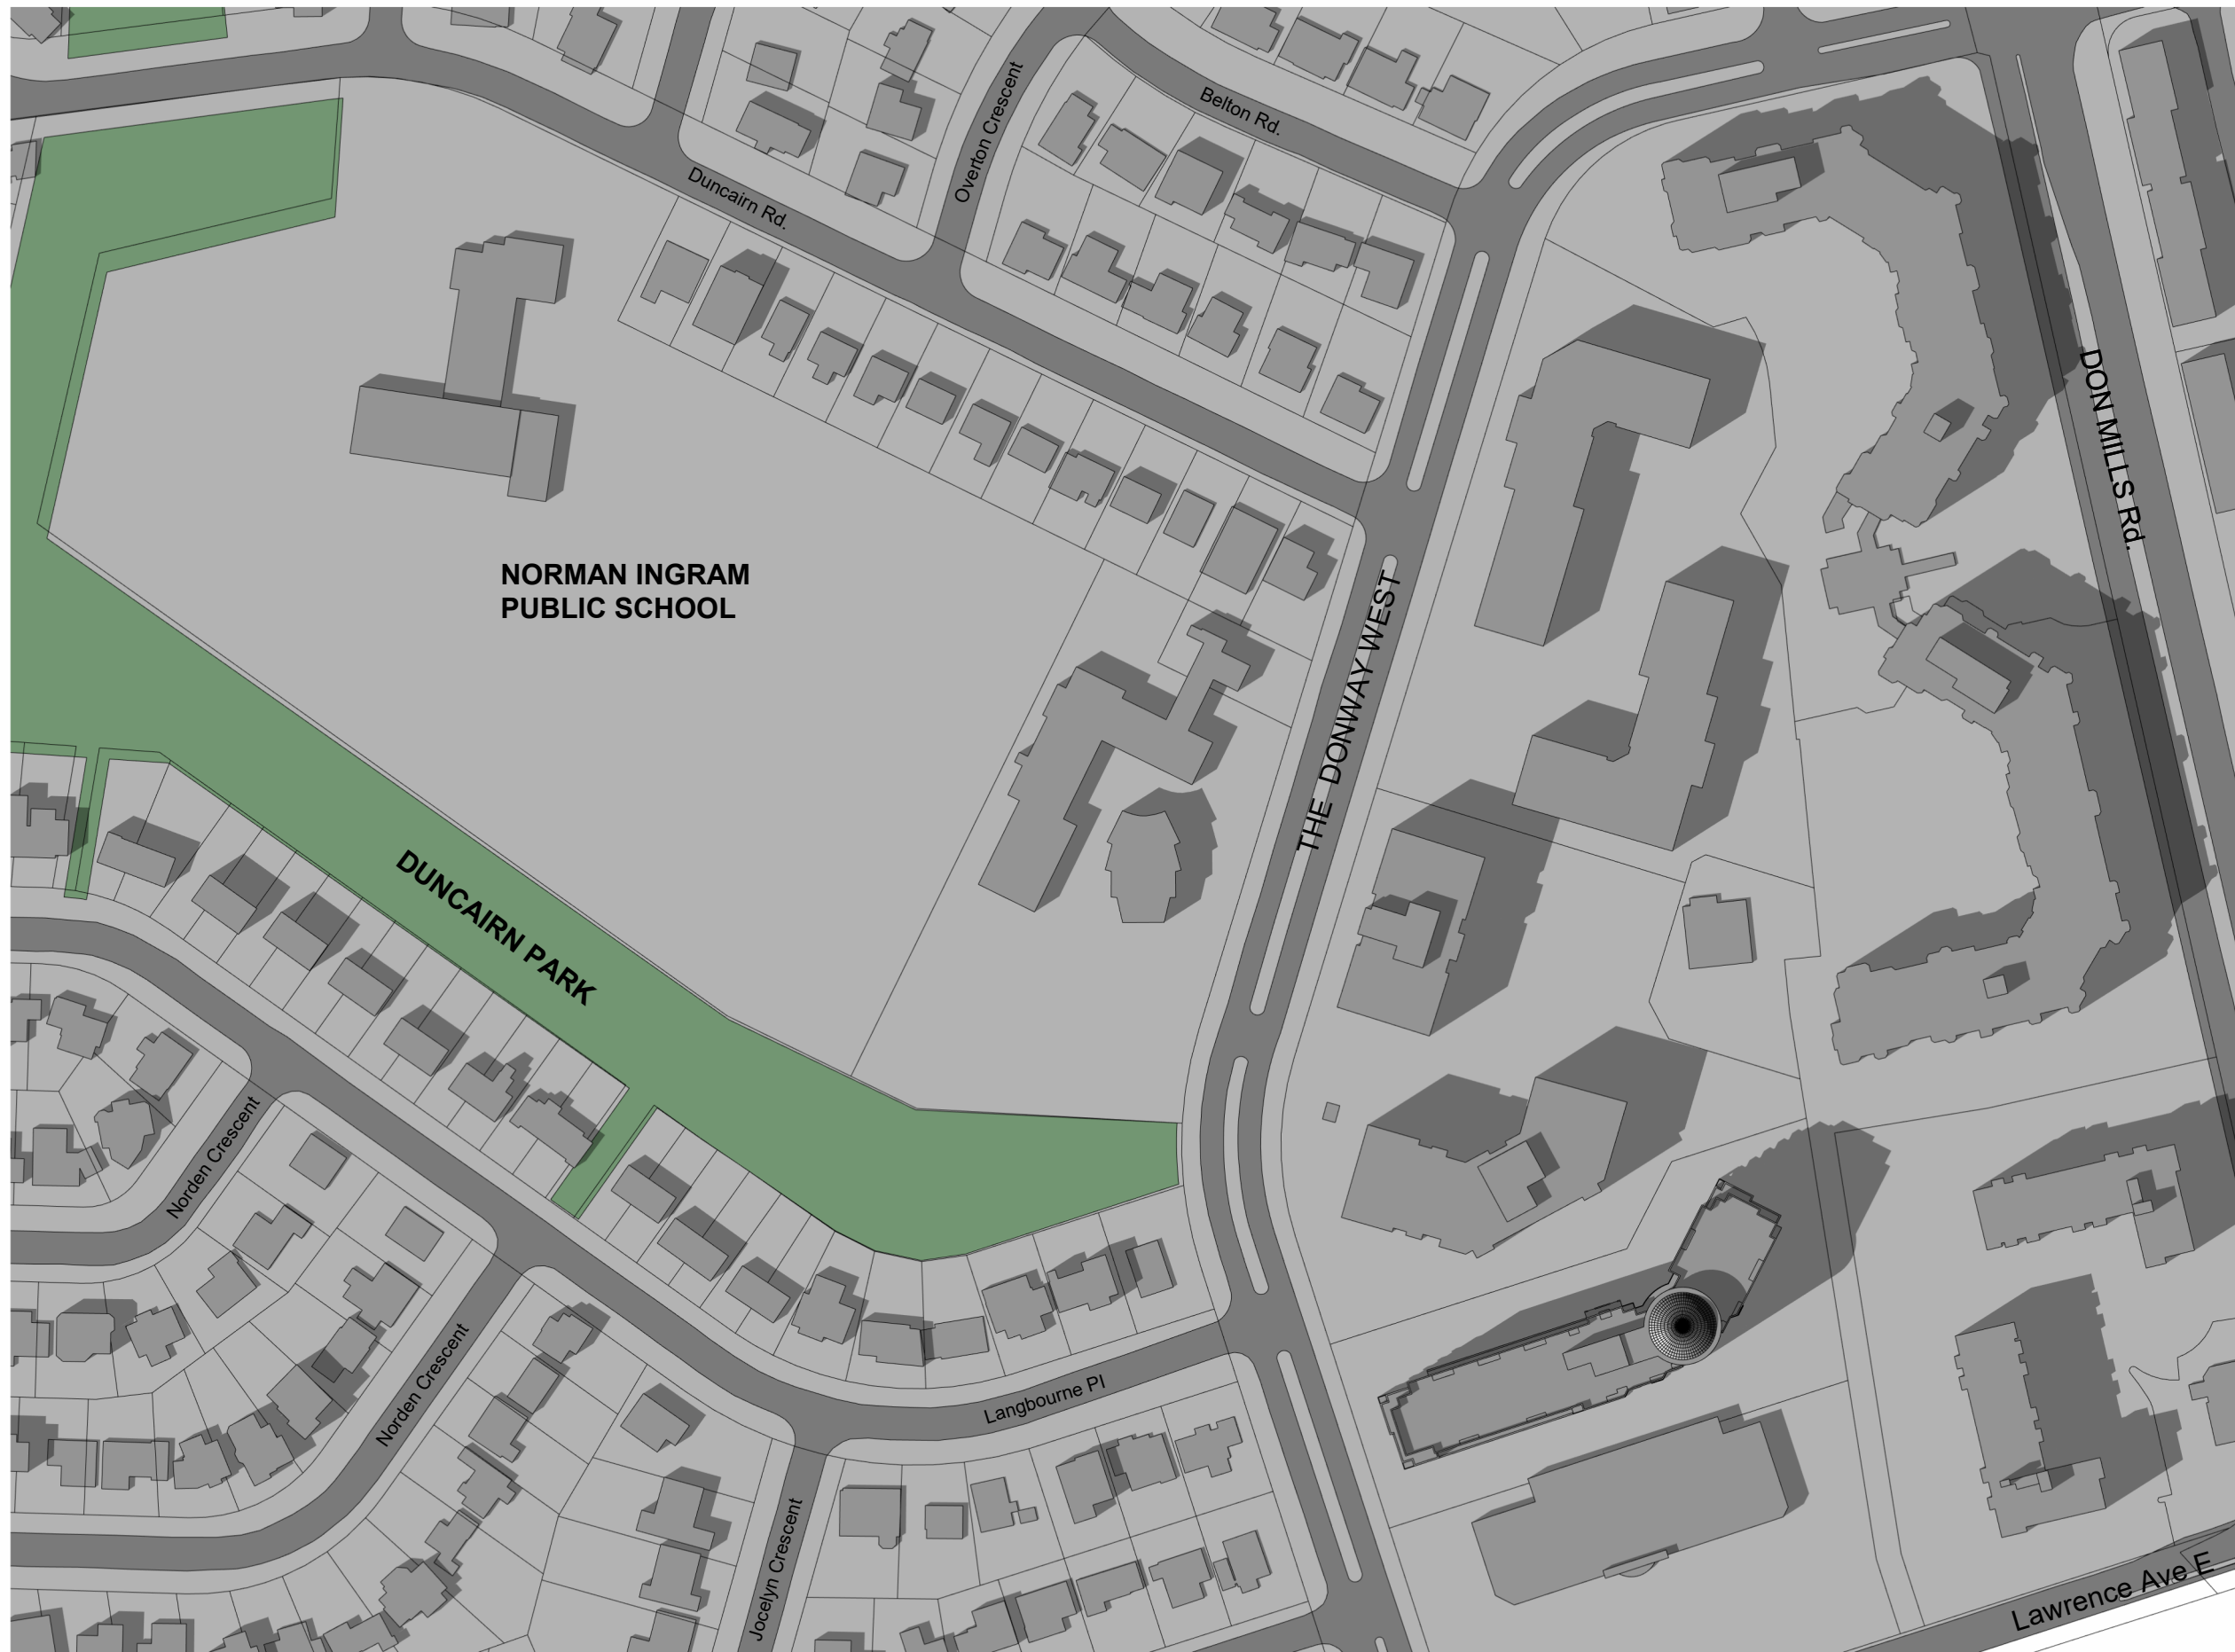 Belton Rd.
Overton Crescent
Duncairn Rd.
DON MILLS Rd.
NORMAN INGRAM
PUBLIC SCHOOL
THE DONWAY WEST
DUNCAIRN PARK
Norden Crescent
Norden Crescent
Langbourne Pl
Jocelyn Crescent
Lawrence Ave E